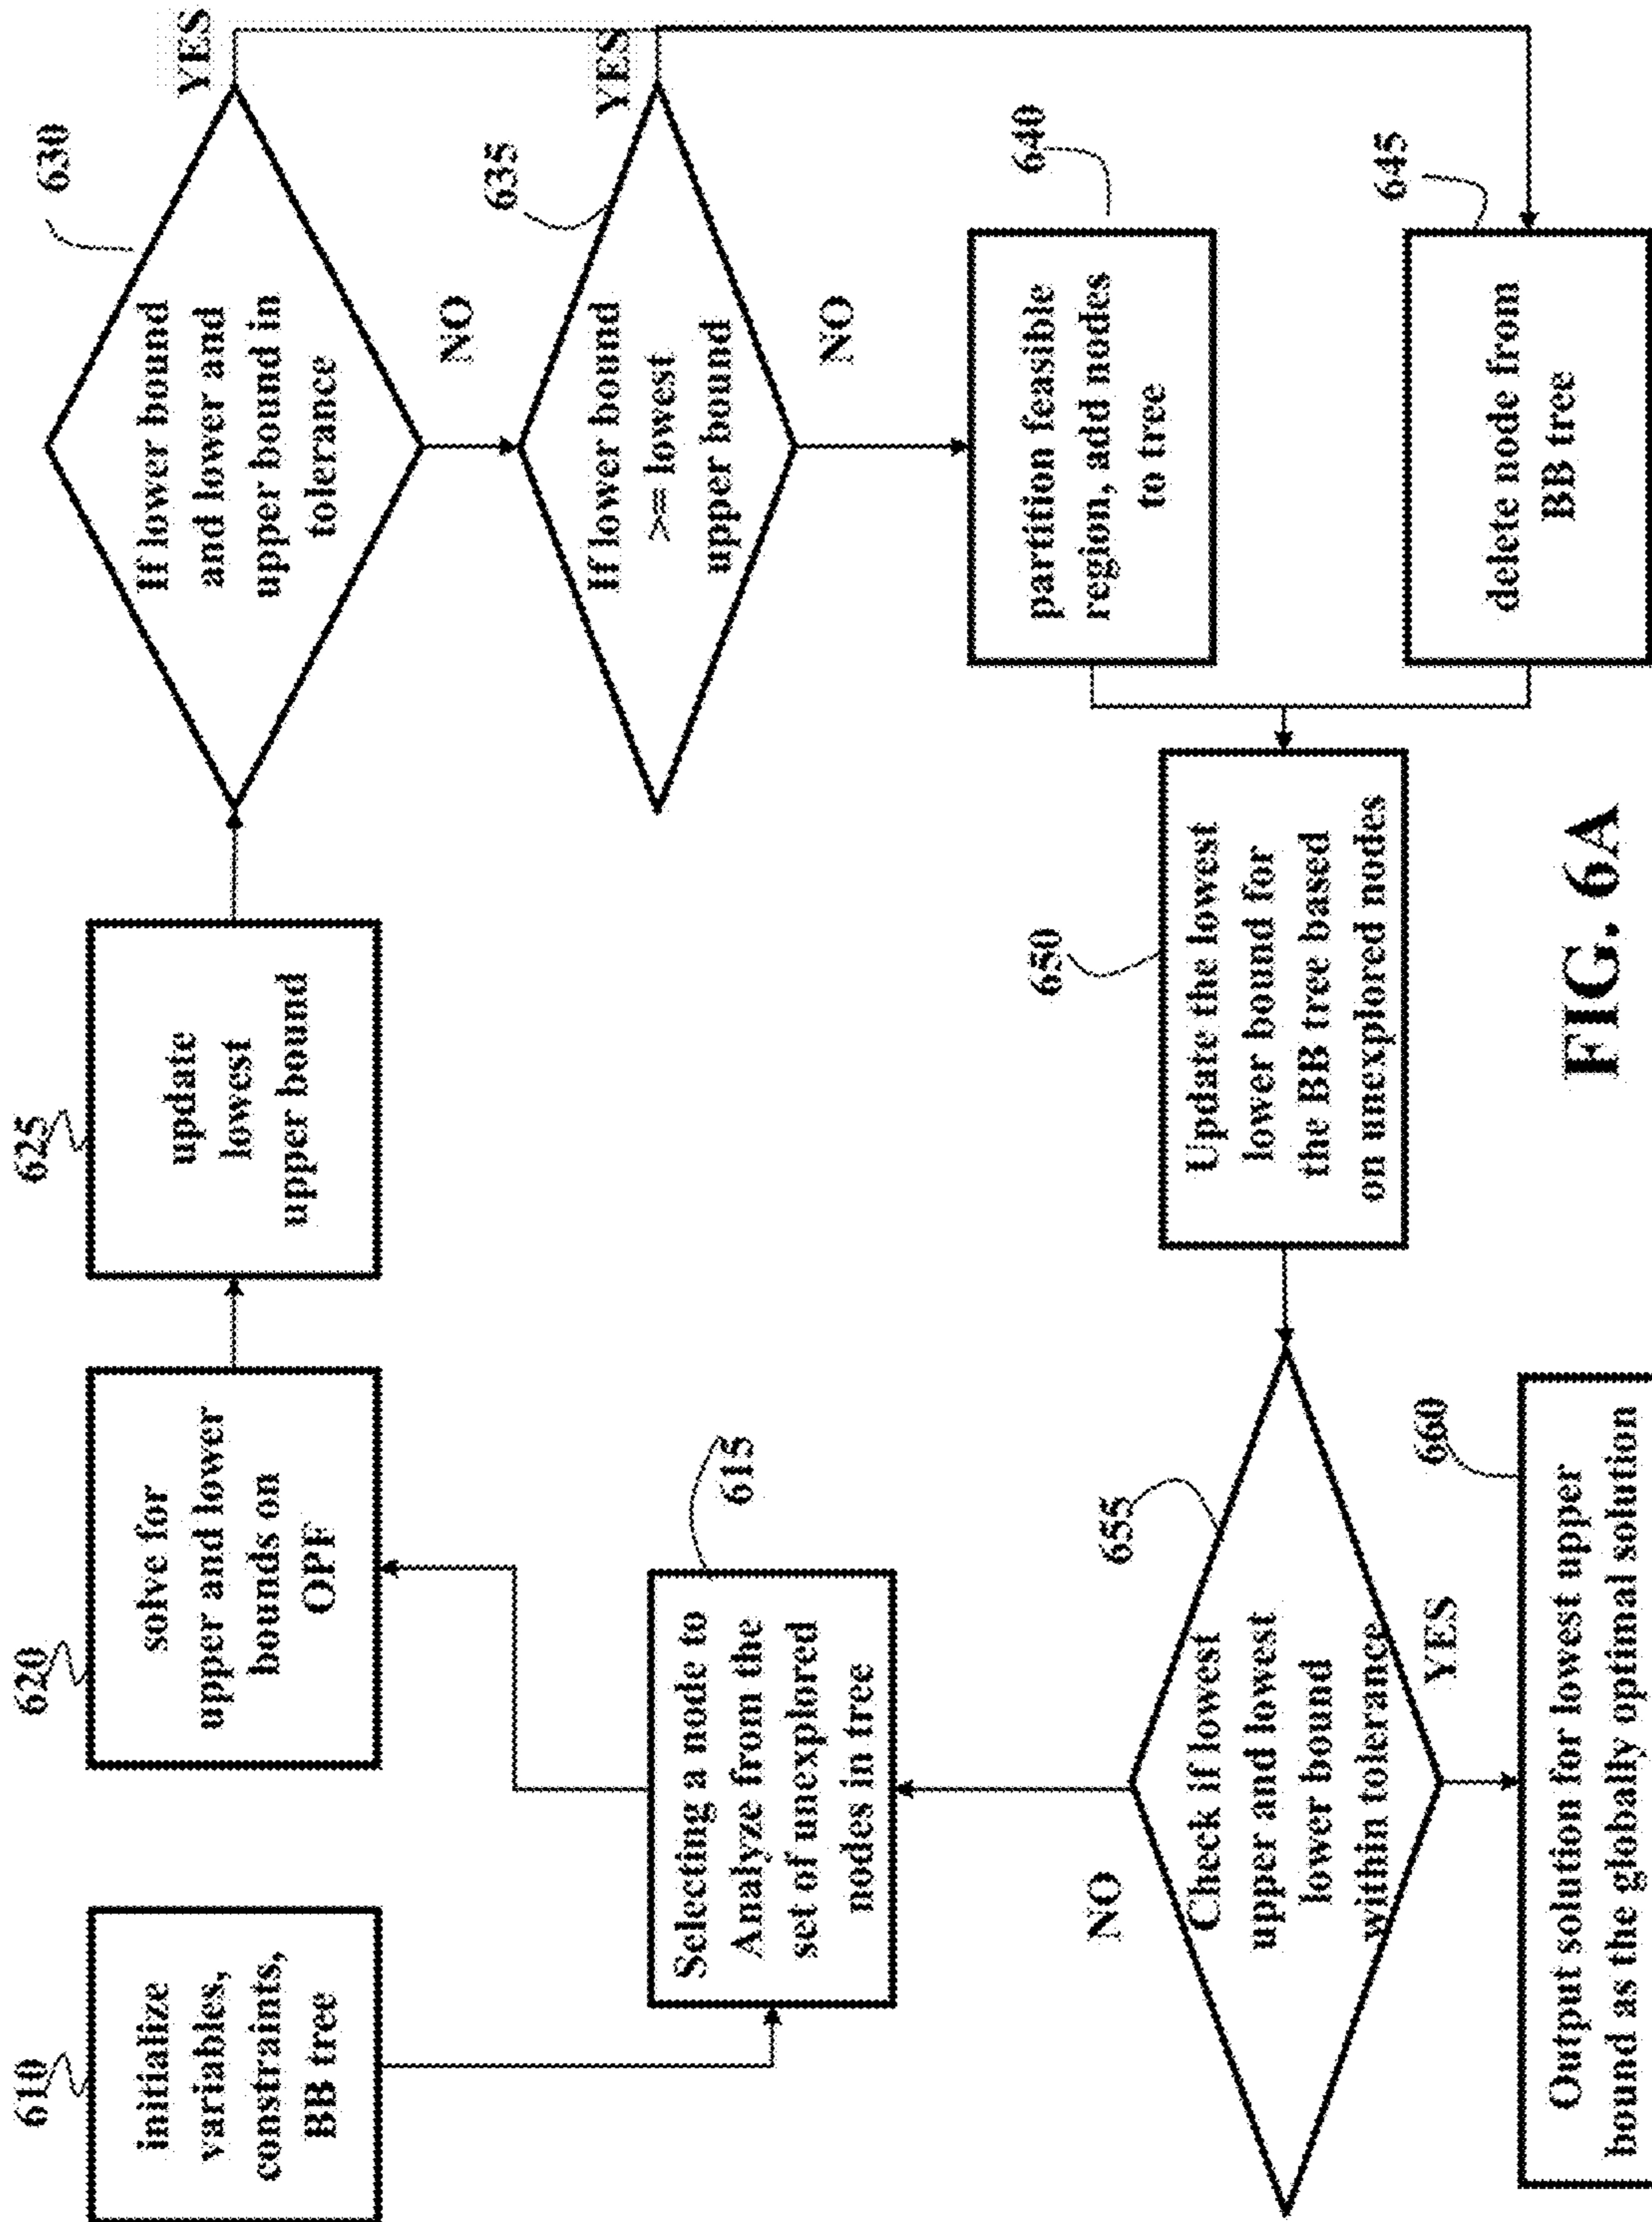 610
initialize
variables,
constraints,
BB tree
620
solve for
upper and lower
bounds on
OPF
625
update
lowest
upper bound
630
If lower bound
and lower and
upper bound in
tolerance
YES
NO
635
If lower bound
>= lowest
upper bound
YES
NO
615
Selecting a node to
Analyze from the
set of unexplored
nodes in tree
640
partition feasible
region, add nodes
to tree
645
delete node from
BB tree
650
Update the lowest
lower bound for
the BB tree based
on unexplored nodes
655
Check if lowest
upper and lowest
lower bound
within tolerance
NO
YES
660
Output solution for lowest upper
bound as the globally optimal solution
FIG. 6A